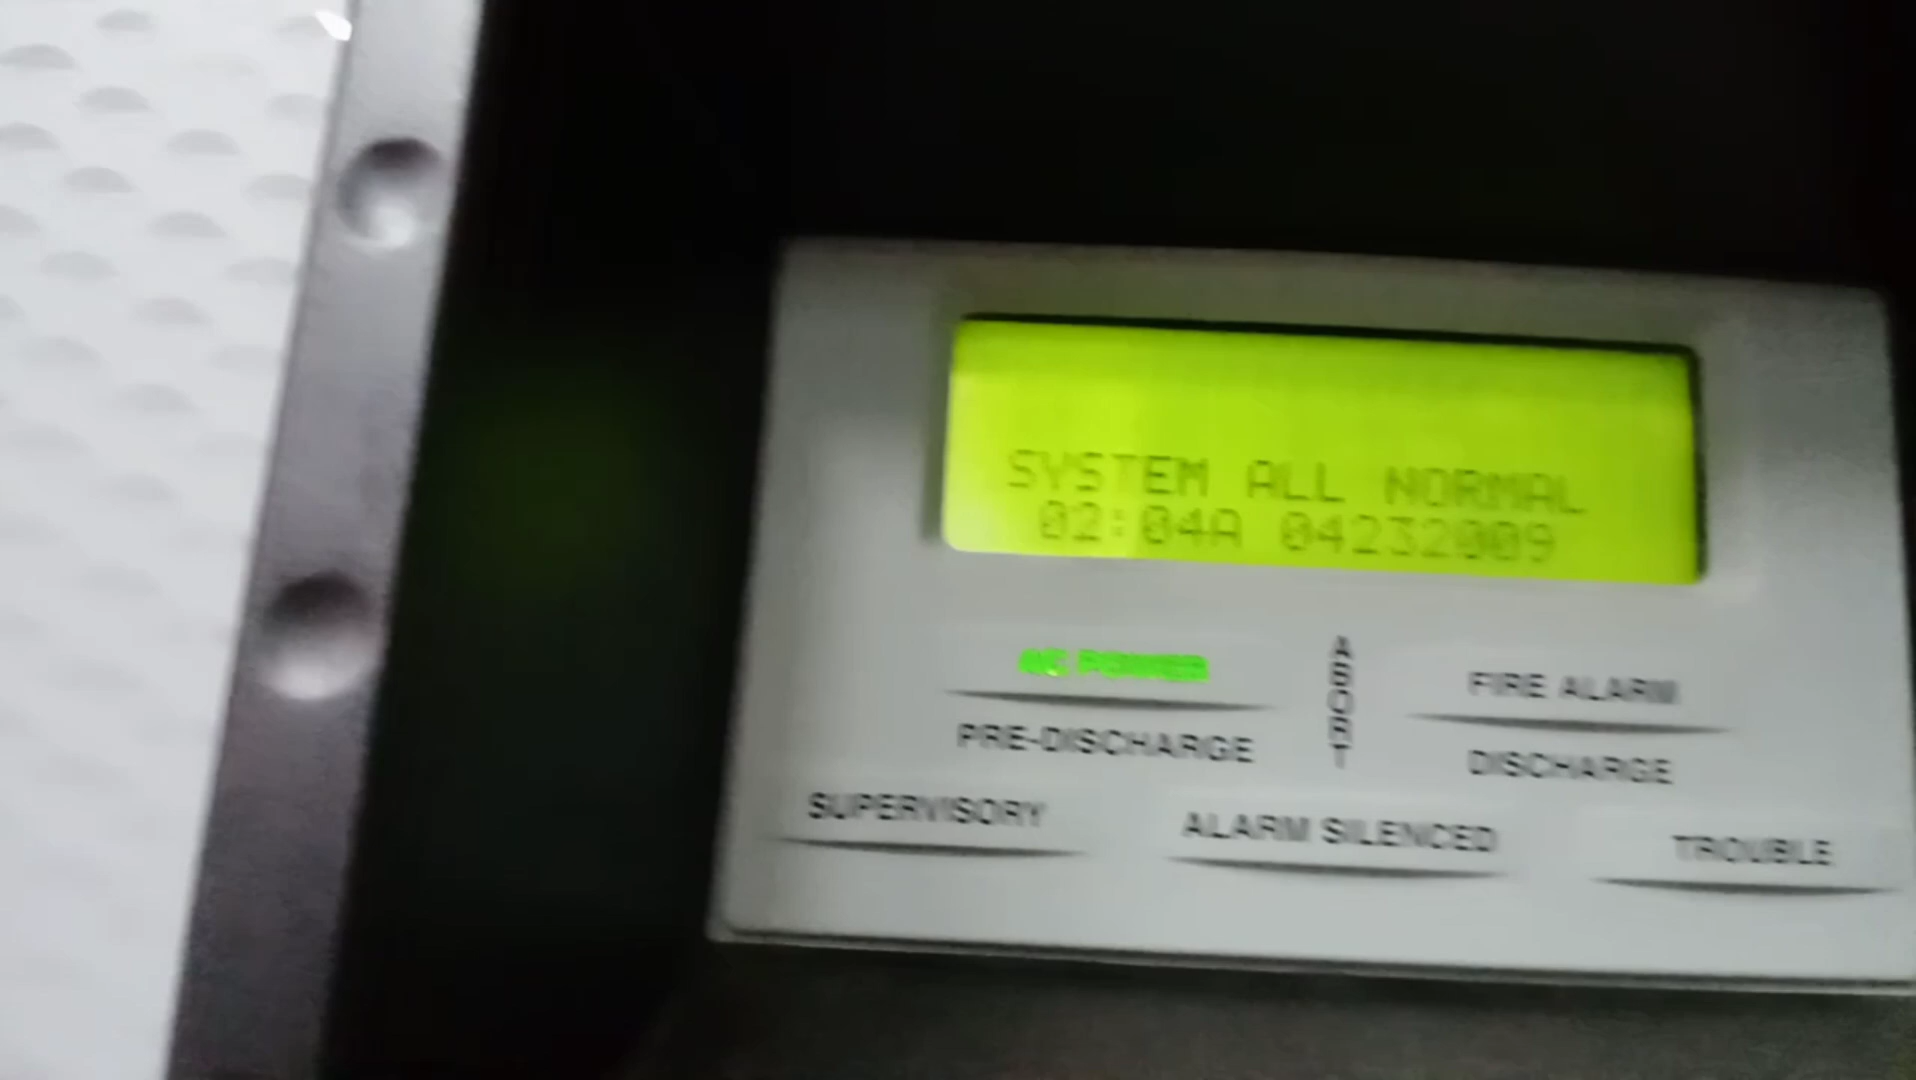 SYSTEM ALL NORMAL
02:04A 04232009
AC POWER
ABORT
FIRE ALARM
PRE-DISCHARGE
DISCHARGE
SUPERVISORY
ALARM SILENCED
TROUBLE